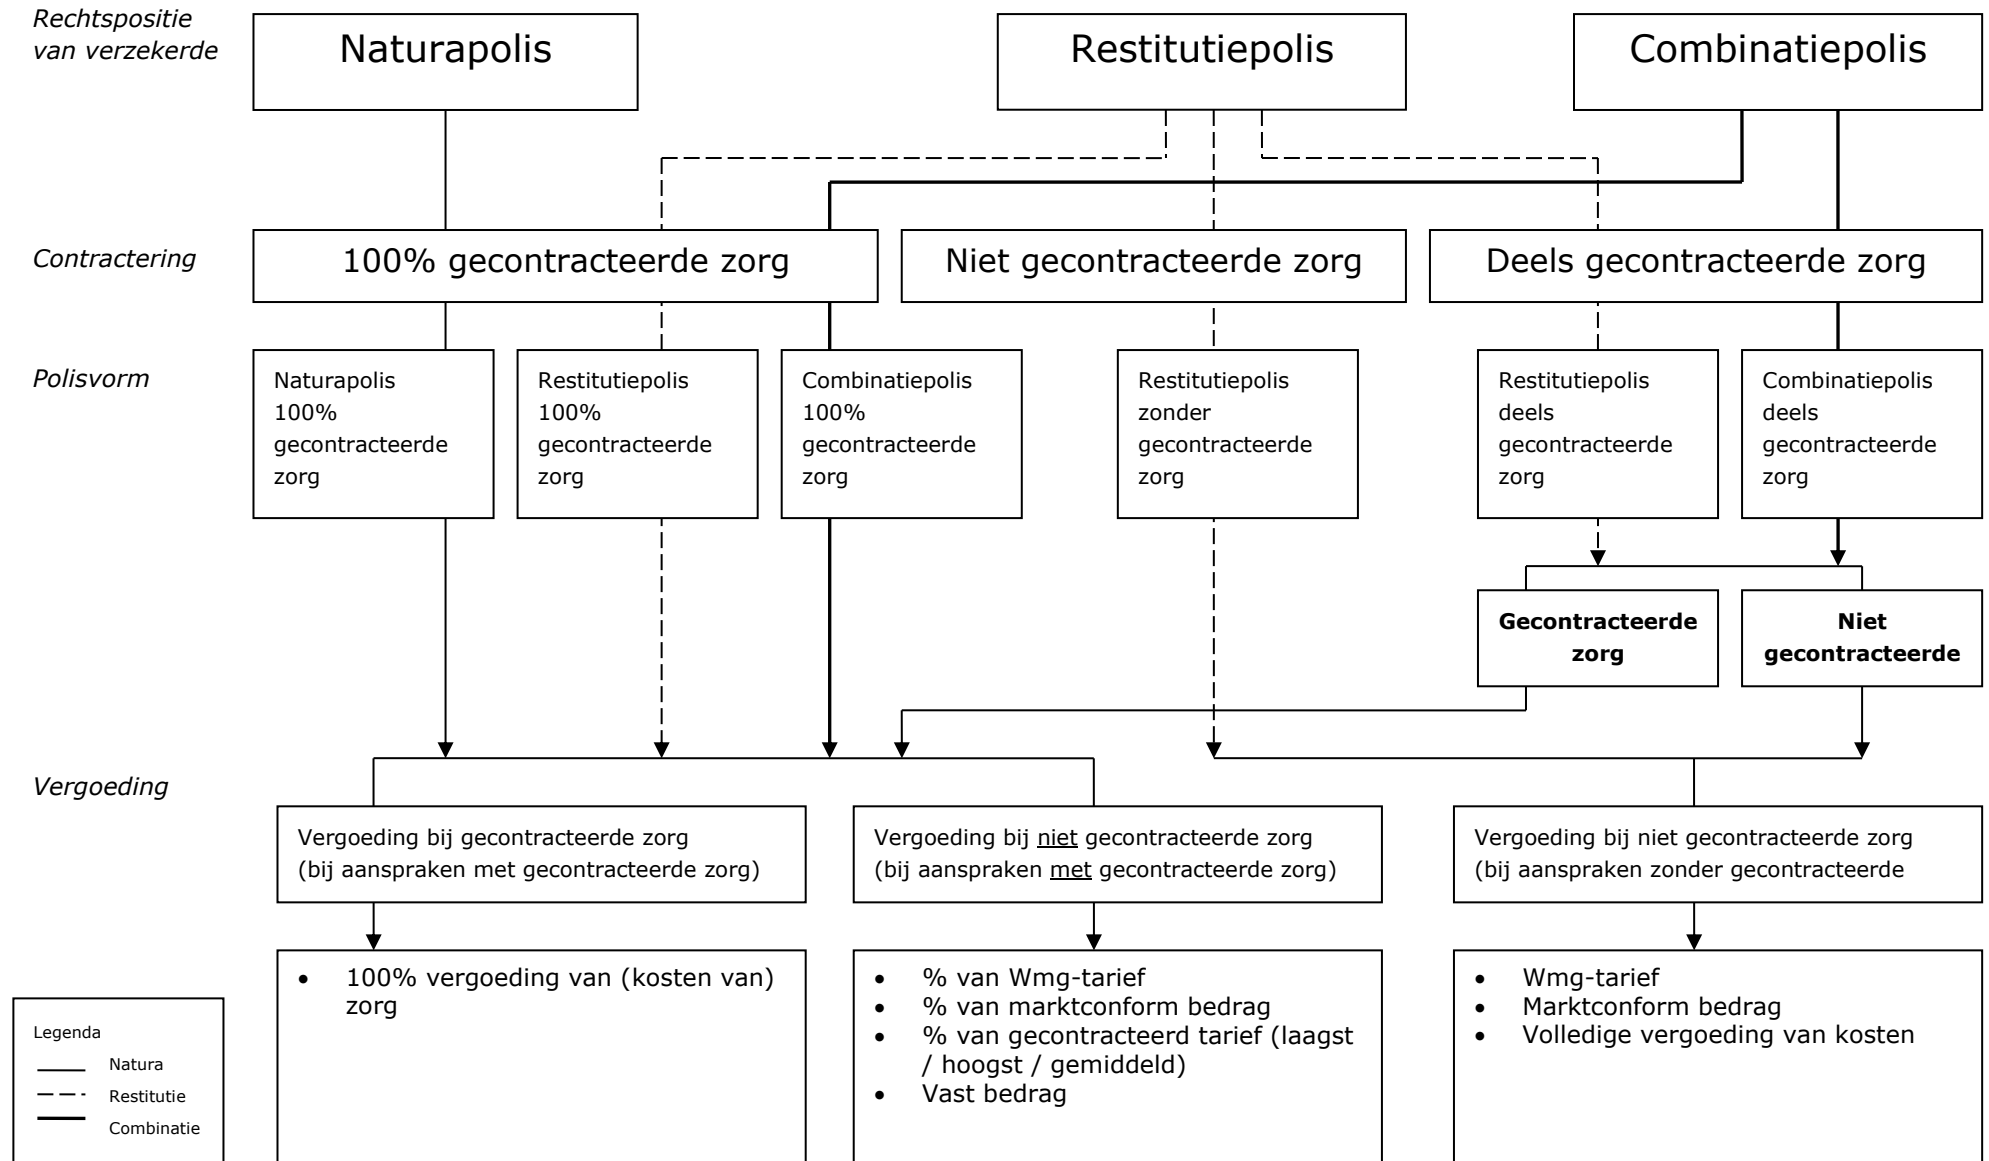 Rechtspositie
van verzekerde
Naturapolis
Restitutiepolis
Combinatiepolis
Contractering
100% gecontracteerde zorg
Niet gecontracteerde zorg
Deels gecontracteerde zorg
Polisvorm
Naturapolis
100%
gecontracteerde
zorg
Restitutiepolis
100%
gecontracteerde
zorg
Combinatiepolis
100%
gecontracteerde
zorg
Restitutiepolis
zonder
gecontracteerde
zorg
Restitutiepolis
deels
gecontracteerde
zorg
Combinatiepolis
deels
gecontracteerde
zorg
Gecontracteerde
zorg
Niet
gecontracteerde
Vergoeding
Vergoeding bij gecontracteerde zorg
(bij aanspraken met gecontracteerde zorg)
Vergoeding bij niet gecontracteerde zorg
(bij aanspraken met gecontracteerde zorg)
Vergoeding bij niet gecontracteerde zorg
(bij aanspraken zonder gecontracteerde
• 100% vergoeding van (kosten van)
zorg
• % van Wmg-tarief
• % van marktconform bedrag
• % van gecontracteerd tarief (laagst
/ hoogst / gemiddeld)
• Vast bedrag
• Wmg-tarief
• Marktconform bedrag
• Volledige vergoeding van kosten
Legenda
Natura
Restitutie
Combinatie